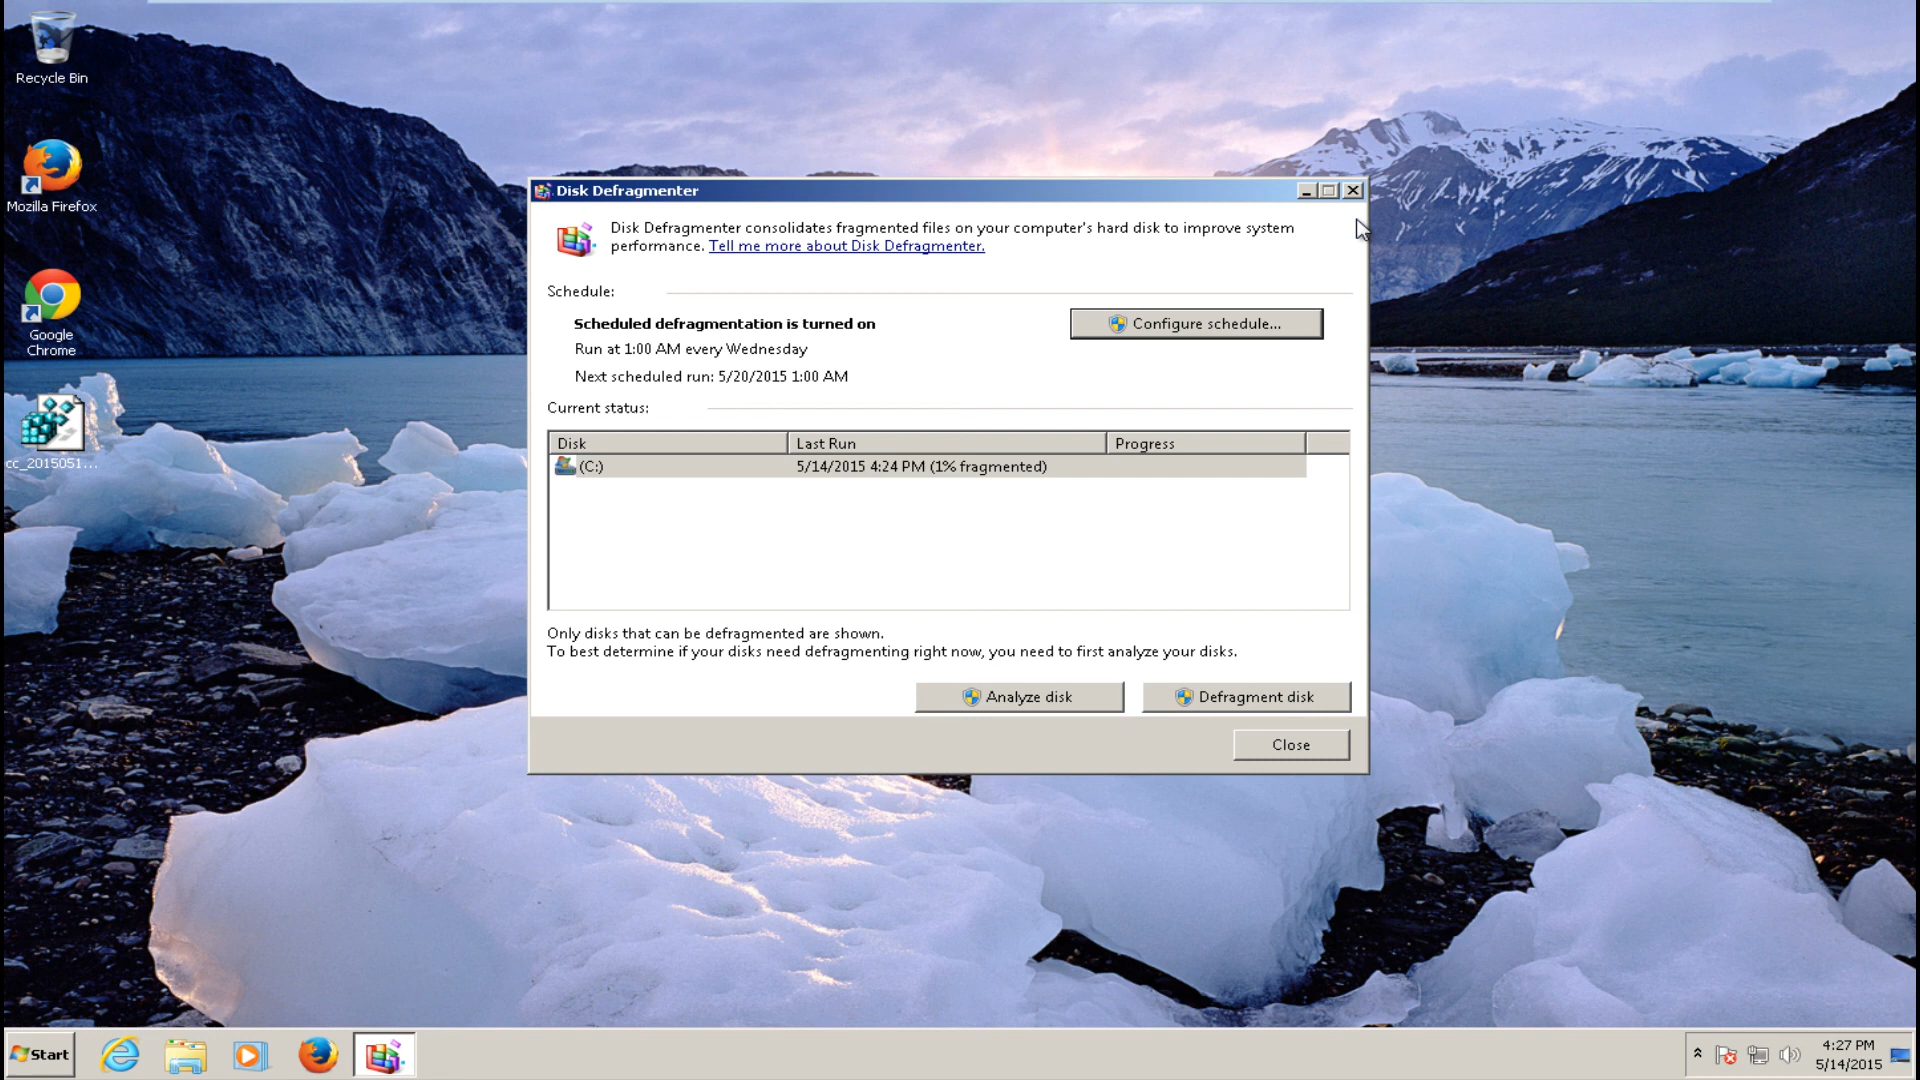 Recycle Bin
Mozilla Firefox
Google
Chrome
cc_2015051...
Disk Defragmenter
Disk Defragmenter consolidates fragmented files on your computer's hard disk to improve system
performance. Tell me more about Disk Defragmenter.
Schedule:
Scheduled defragmentation is turned on
Configure schedule...
Run at 1:00 AM every Wednesday
Next scheduled run: 5/20/2015 1:00 AM
Current status:
Disk Last Run Progress
(C:) 5/14/2015 4:24 PM (1% fragmented)
Only disks that can be defragmented are shown.
To best determine if your disks need defragmenting right now, you need to first analyze your disks.
Analyze disk Defragment disk
Close
Start
4:27 PM
5/14/2015